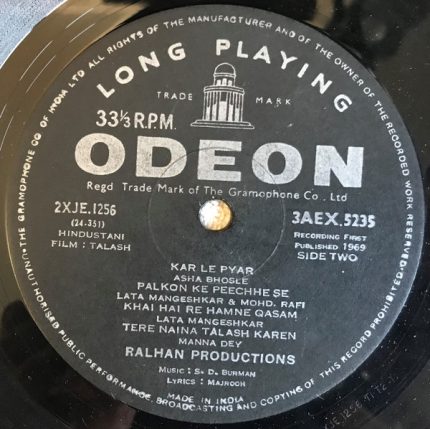 THE GRAMOPHONE CO OF INDIA LTD ALL RIGHTS OF THE MANUFACTURER AND OF THE OWNER OF THE RECORDED WORK RESERVED.
UNAUTHORISED PUBLIC PERFORMANCE. BROADCASTING AND COPYING OF THIS RECORD PROHIBITED.
LONG PLAYING
TRADE MARK
33⅓ R.P.M.
ODEON
Regd Trade Mark of The Gramophone Co., Ltd
2XJE.1256
(24-351)
HINDUSTANI
FILM : TALASH
3AEX.5235
RECORDING FIRST
PUBLISHED 1969
SIDE TWO
KAR LE PYAR
ASHA BHOSLE
PALKON KE PEECHHE SE
LATA MANGESHKAR & MOHD. RAFI
KHAI HAI RE HAMNE QASAM
LATA MANGESHKAR
TERE NAINA TALASH KAREN
MANNA DEY
RALHAN PRODUCTIONS
MUSIC : S. D. BURMAN
LYRICS : MAJROOH
MADE IN INDIA